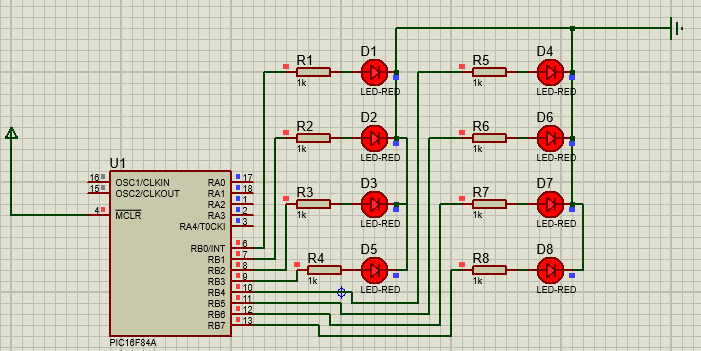 R1 D1 R5 D4
1k LED-RED 1k LED-RED
R2 D2 R6 D6
1k LED-RED 1k LED-RED
U1
16 OSC1/CLKIN RA0 17
15 OSC2/CLKOUT RA1 18
RA2 1
4 MCLR RA3 2
RA4/T0CKI 3
R3 D3 R7 D7
1k LED-RED 1k LED-RED
RB0/INT 6
RB1 7
RB2 8
RB3 9
RB4 10
RB5 11
RB6 12
RB7 13
R4 D5 R8 D8
1k LED-RED 1k LED-RED
PIC16F84A